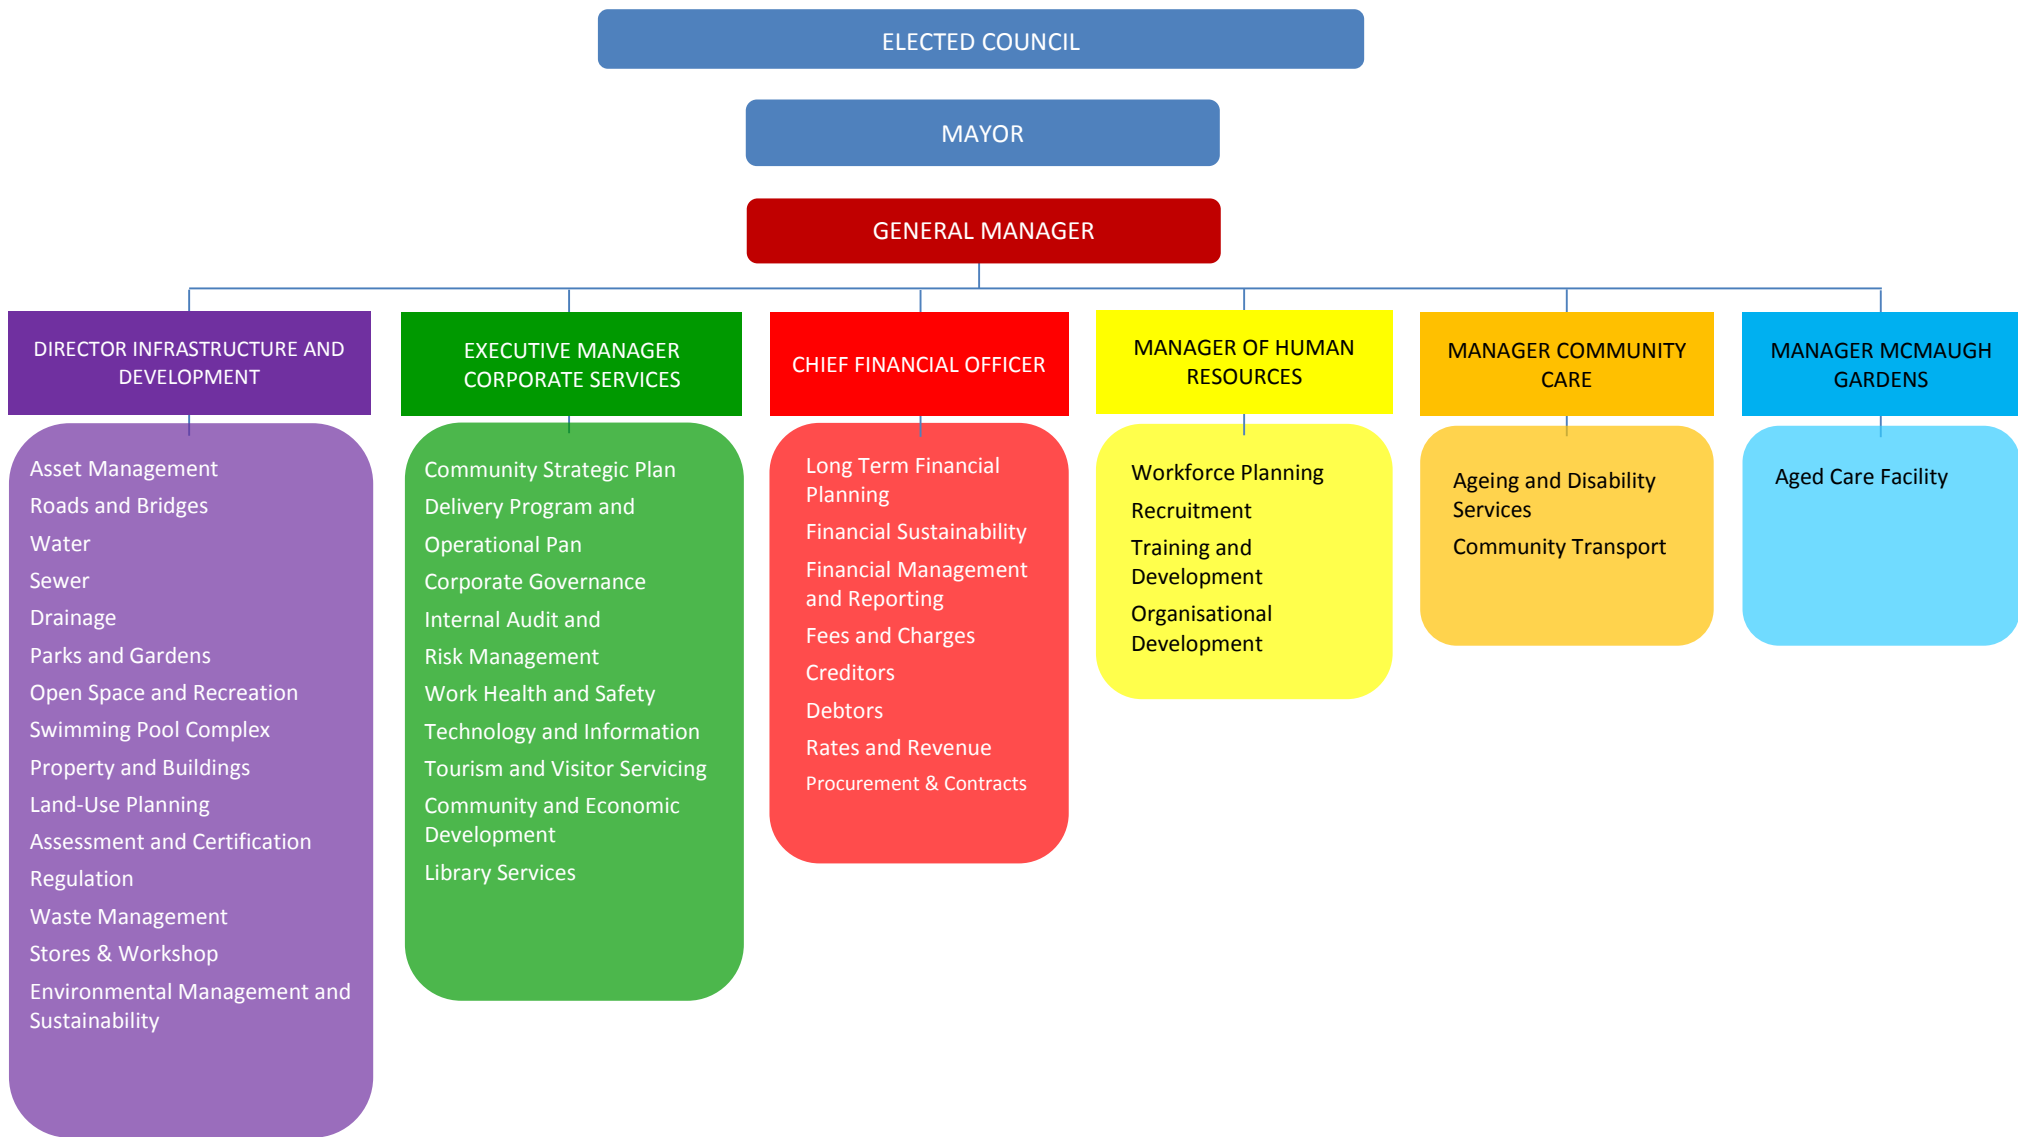 ELECTED COUNCIL
MAYOR
GENERAL MANAGER
DIRECTOR INFRASTRUCTURE AND
DEVELOPMENT
Asset Management
Roads and Bridges
Water
Sewer
Drainage
Parks and Gardens
Open Space and Recreation
Swimming Pool Complex
Property and Buildings
Land-Use Planning
Assessment and Certification
Regulation
Waste Management
Stores & Workshop
Environmental Management and
Sustainability
EXECUTIVE MANAGER
CORPORATE SERVICES
Community Strategic Plan
Delivery Program and
Operational Pan
Corporate Governance
Internal Audit and
Risk Management
Work Health and Safety
Technology and Information
Tourism and Visitor Servicing
Community and Economic
Development
Library Services
CHIEF FINANCIAL OFFICER
Long Term Financial
Planning
Financial Sustainability
Financial Management
and Reporting
Fees and Charges
Creditors
Debtors
Rates and Revenue
Procurement & Contracts
MANAGER OF HUMAN
RESOURCES
Workforce Planning
Recruitment
Training and
Development
Organisational
Development
MANAGER COMMUNITY
CARE
Ageing and Disability
Services
Community Transport
MANAGER MCMAUGH
GARDENS
Aged Care Facility